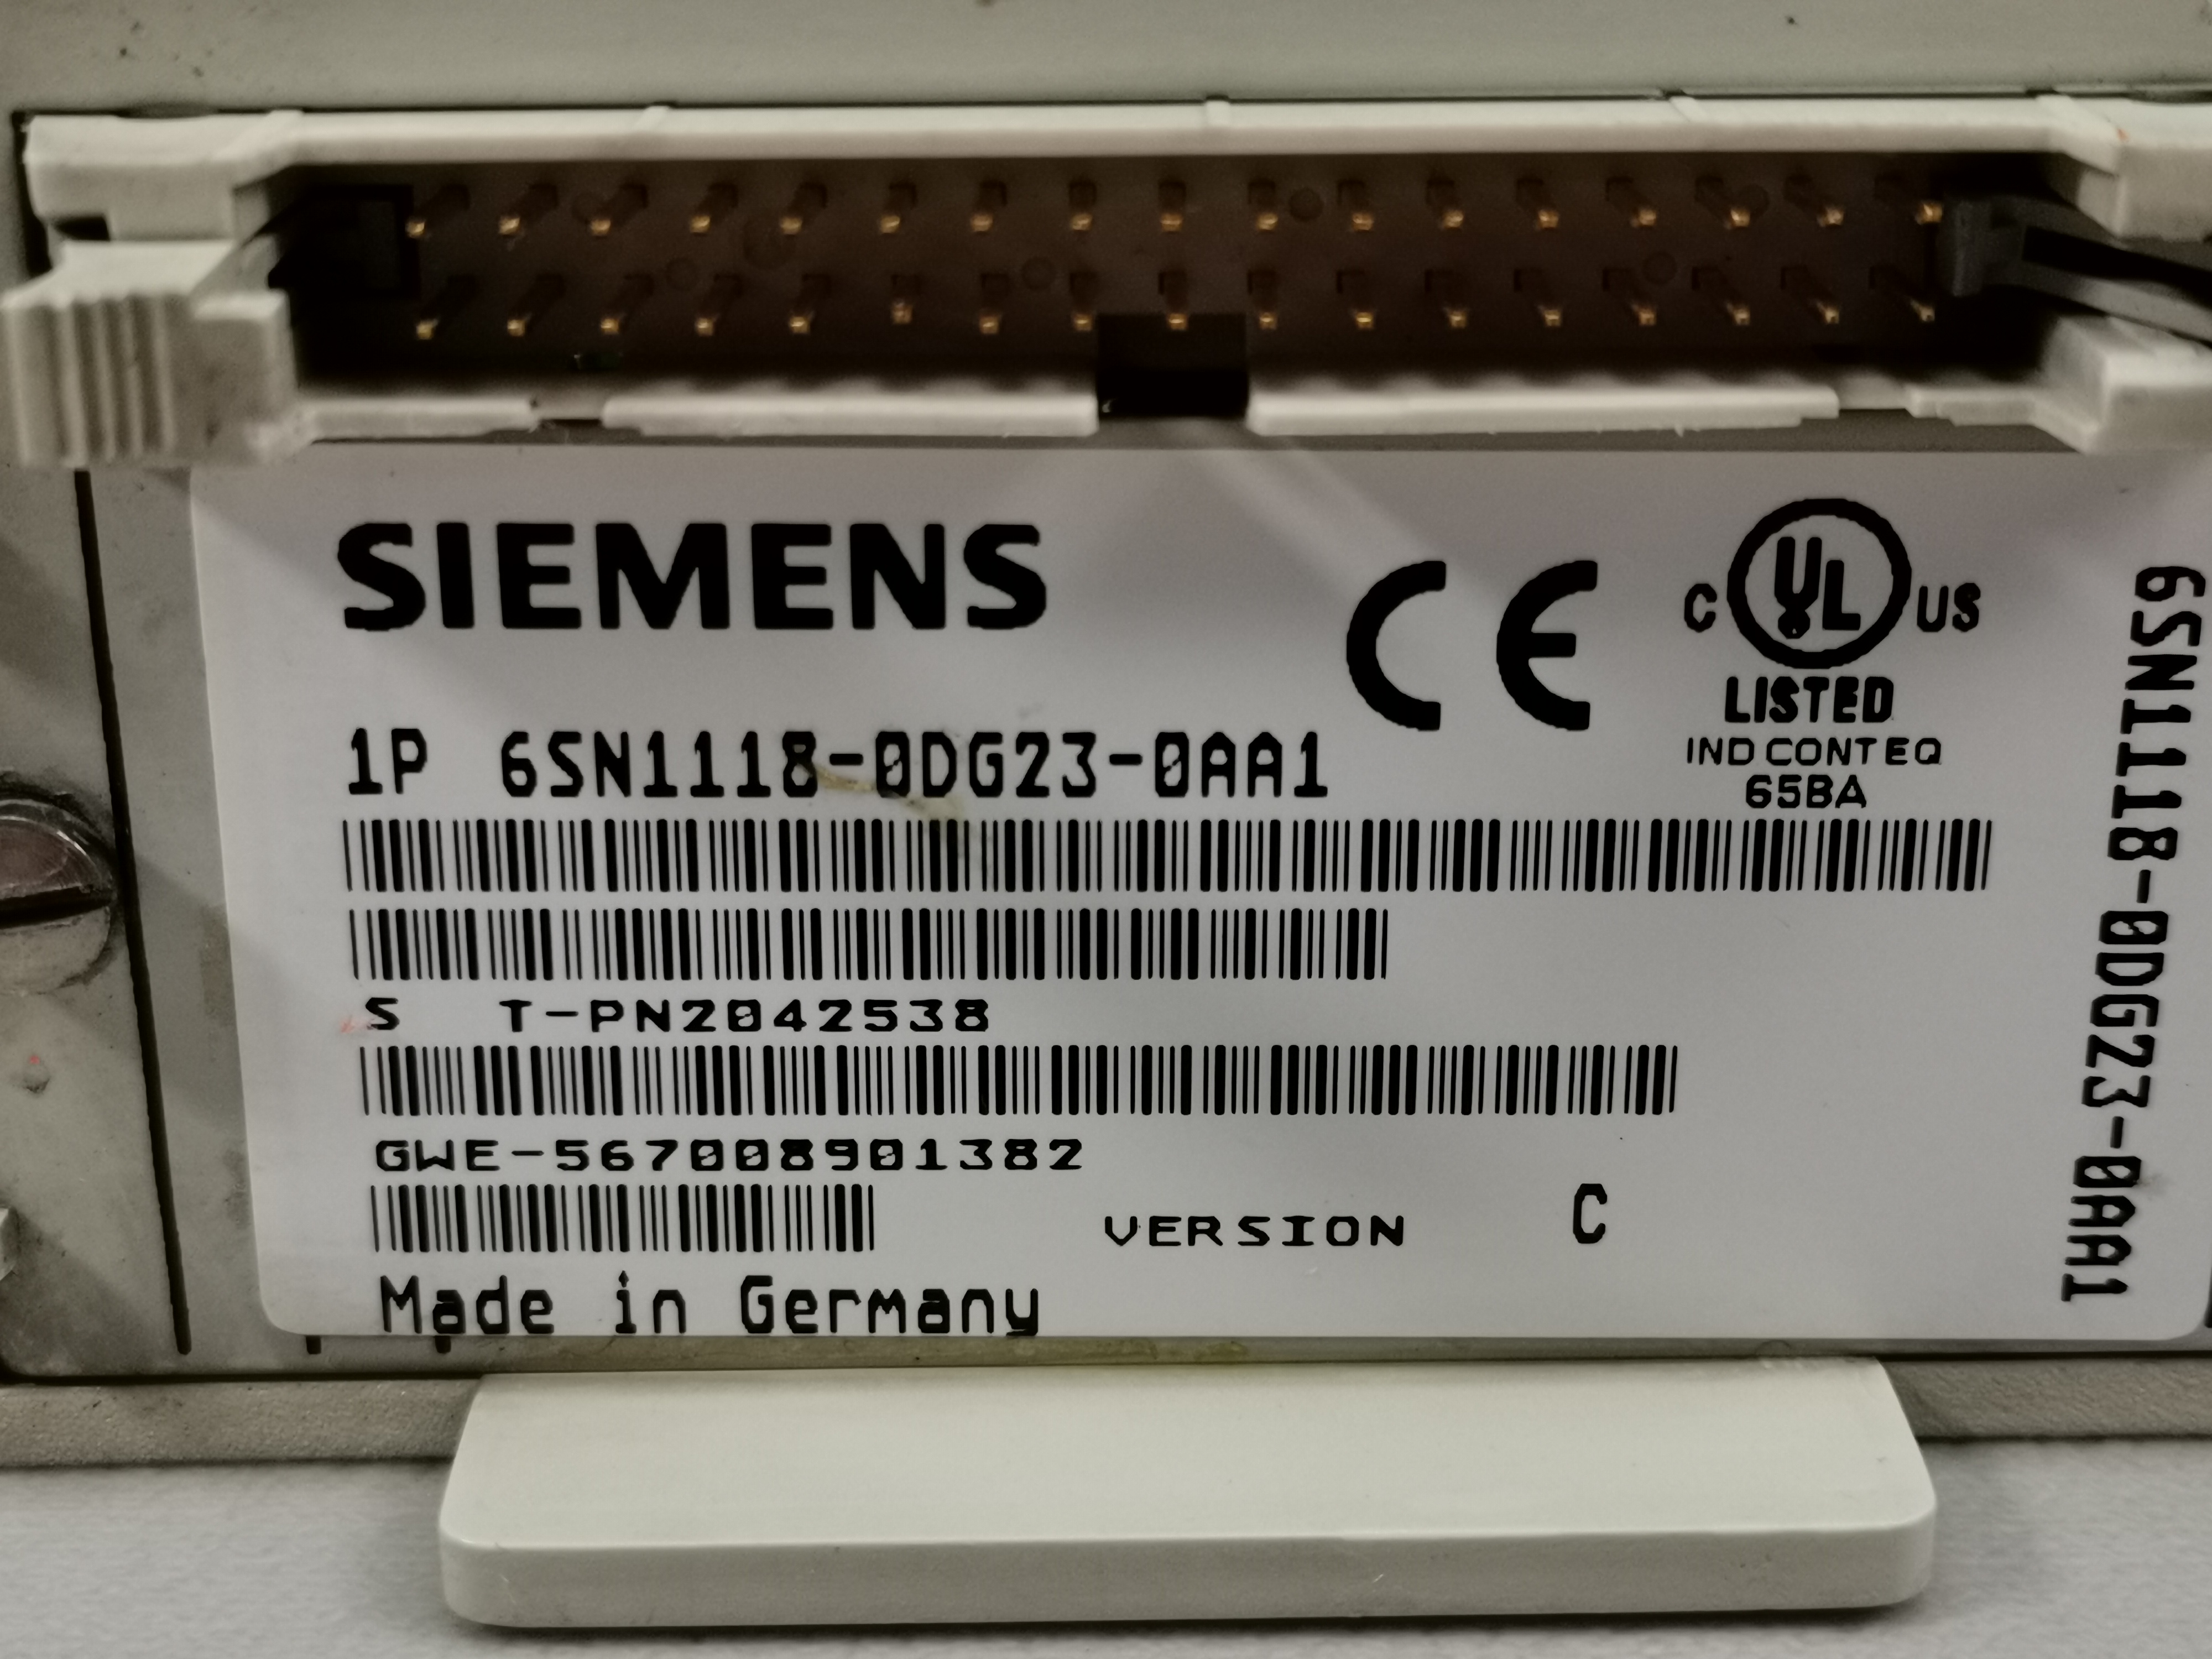 SIEMENS
CE
C UL US
LISTED
IND CONT EQ
65BA
1P 6SN1118-0DG23-0AA1
S T-PN2042538
GWE-567008901382
VERSION C
Made in Germany
6SN1118-0DG23-0AA1